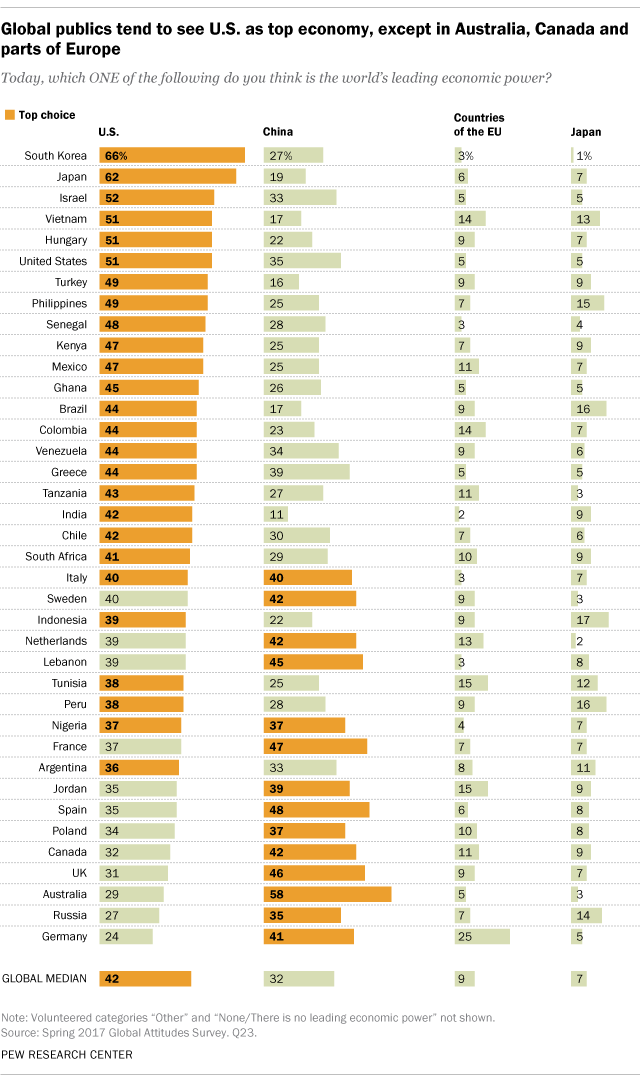 Global publics tend to see U.S. as top economy, except in Australia, Canada and
parts of Europe
Today, which ONE of the following do you think is the world's leading economic power?
Top choice
U.S. China Countries of the EU Japan
South Korea 66% 27% 3% 1%
Japan 62 19 6 7
Israel 52 33 5 5
Vietnam 51 17 14 13
Hungary 51 22 9 7
United States 51 35 5 5
Turkey 49 16 9 9
Philippines 49 25 7 15
Senegal 48 28 3 4
Kenya 47 25 7 9
Mexico 47 25 11 7
Ghana 45 26 5 5
Brazil 44 17 9 16
Colombia 44 23 14 7
Venezuela 44 34 9 6
Greece 44 39 5 5
Tanzania 43 27 11 3
India 42 11 2 9
Chile 42 30 7 6
South Africa 41 29 10 9
Italy 40 40 3 7
Sweden 40 42 9 3
Indonesia 39 22 9 17
Netherlands 39 42 13 2
Lebanon 39 45 3 8
Tunisia 38 25 15 12
Peru 38 28 9 16
Nigeria 37 37 4 7
France 37 47 7 7
Argentina 36 33 8 11
Jordan 35 39 15 9
Spain 35 48 6 8
Poland 34 37 10 8
Canada 32 42 11 9
UK 31 46 9 7
Australia 29 58 5 3
Russia 27 35 7 14
Germany 24 41 25 5
GLOBAL MEDIAN 42 32 9 7
Note: Volunteered categories "Other" and "None/There is no leading economic power" not shown.
Source: Spring 2017 Global Attitudes Survey. Q23.
PEW RESEARCH CENTER